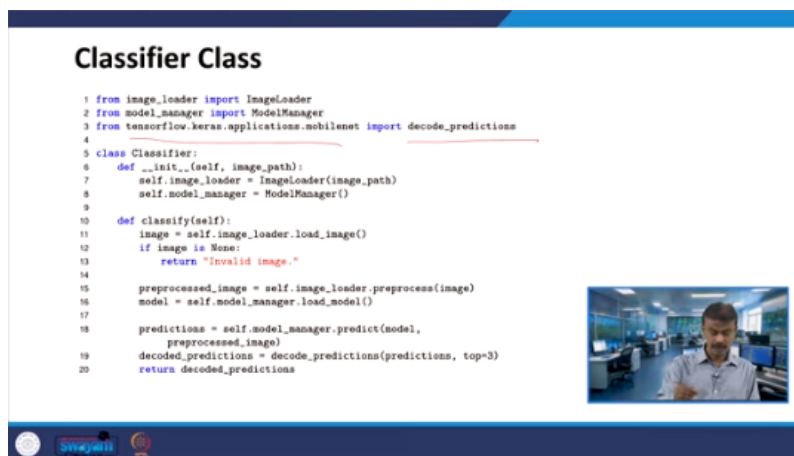 Classifier Class
1 from image_loader import ImageLoader
2 from model_manager import ModelManager
3 from tensorflow.keras.applications.mobilenet import decode_predictions
4
5 class Classifier:
6 def __init__(self, image_path):
7 self.image_loader = ImageLoader(image_path)
8 self.model_manager = ModelManager()
9
10 def classify(self):
11 image = self.image_loader.load_image()
12 if image is None:
13 return "Invalid image."
14
15 preprocessed_image = self.image_loader.preprocess(image)
16 model = self.model_manager.load_model()
17
18 predictions = self.model_manager.predict(model,
preprocessed_image)
19 decoded_predictions = decode_predictions(predictions, top=3)
20 return decoded_predictions
swayam